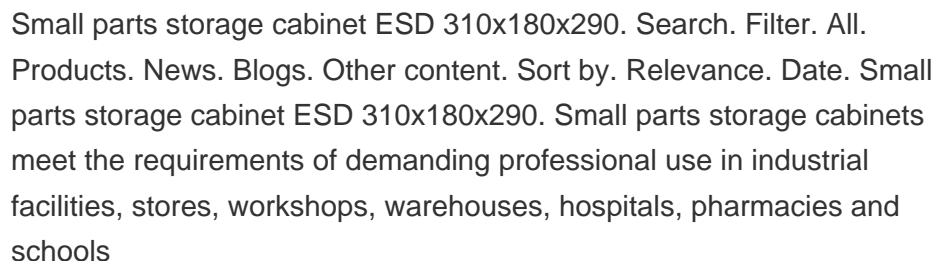 Small parts storage cabinet ESD 310x180x290. Search. Filter. All.
Products. News. Blogs. Other content. Sort by. Relevance. Date. Small
parts storage cabinet ESD 310x180x290. Small parts storage cabinets
meet the requirements of demanding professional use in industrial
facilities, stores, workshops, warehouses, hospitals, pharmacies and
schools